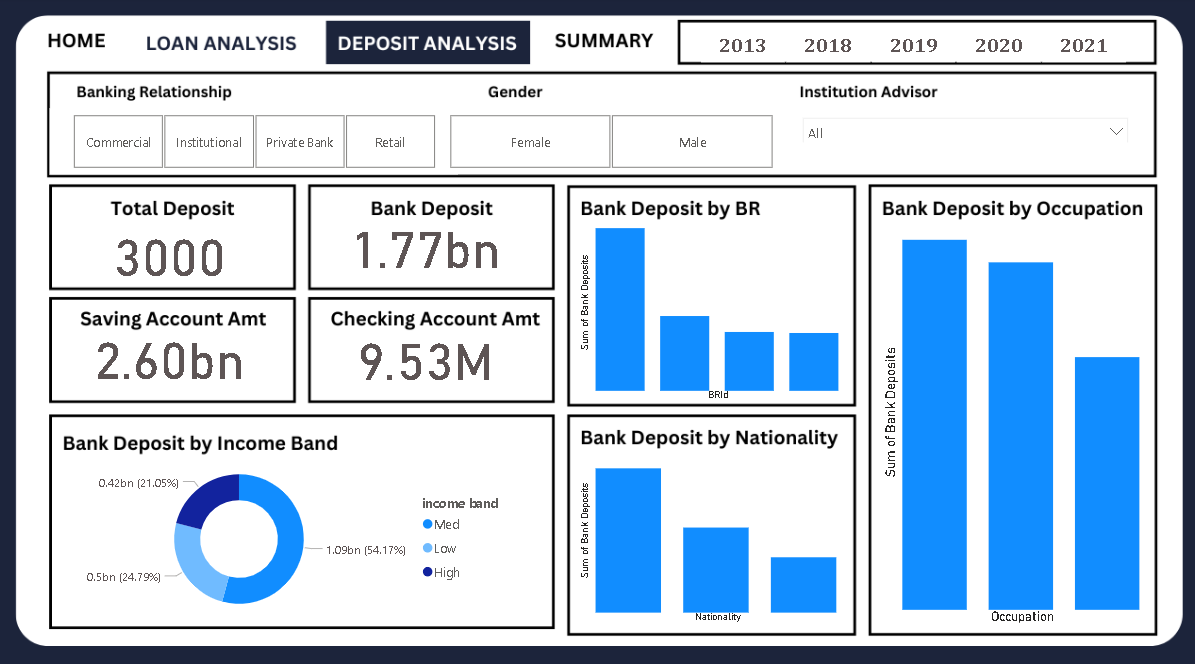 HOME
LOAN ANALYSIS
DEPOSIT ANALYSIS
SUMMARY
2013
2018
2019
2020
2021
Banking Relationship
Gender
Institution Advisor
Commercial
Institutional
Private Bank
Retail
Female
Male
All
Total Deposit
3000
Bank Deposit
1.77bn
Saving Account Amt
2.60bn
Checking Account Amt
9.53M
Bank Deposit by BR
Sum of Bank Deposits
BRId
Bank Deposit by Occupation
Sum of Bank Deposits
Occupation
Bank Deposit by Income Band
0.42bn (21.05%)
1.09bn (54.17%)
0.5bn (24.79%)
income band
Med
Low
High
Bank Deposit by Nationality
Sum of Bank Deposits
Nationality